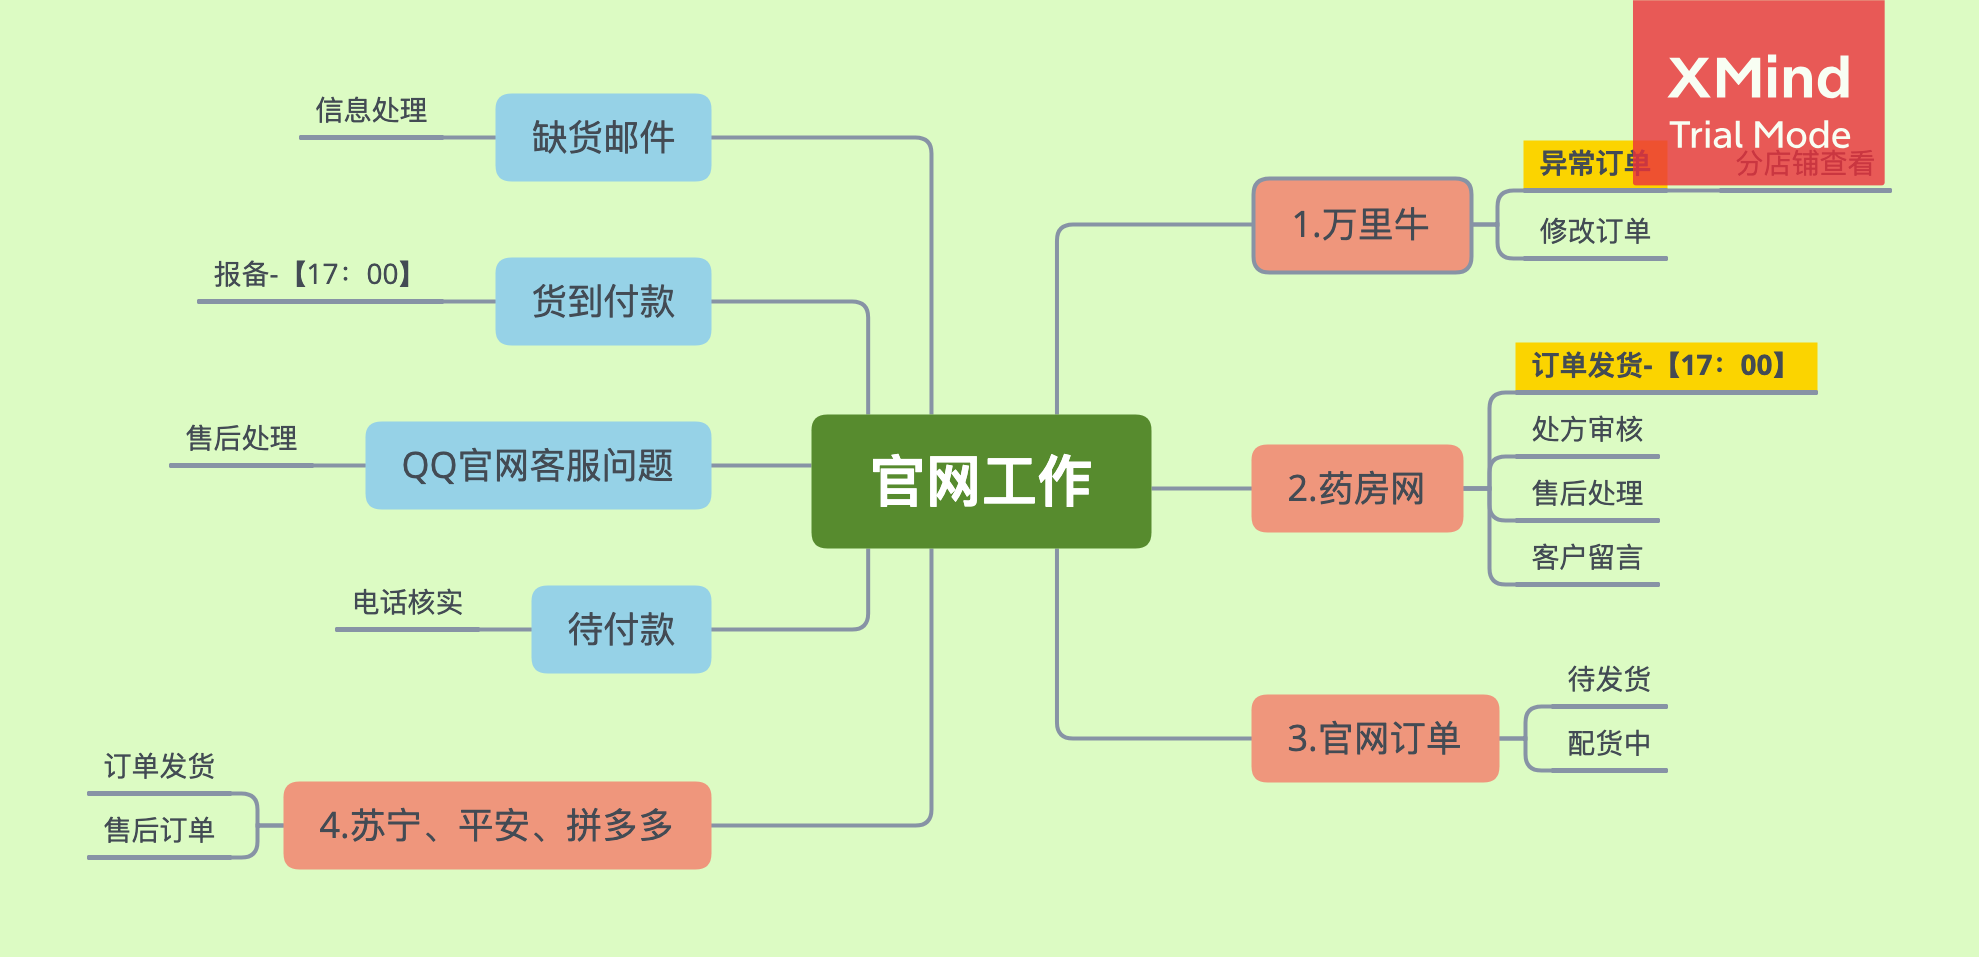 官网工作
1.万里牛
异常订单
分店铺查看
修改订单
2.药房网
订单发货-【17：00】
处方审核
售后处理
客户留言
3.官网订单
待发货
配货中
4.苏宁、平安、拼多多
订单发货
售后订单
待付款
电话核实
QQ官网客服问题
售后处理
货到付款
报备-【17：00】
缺货邮件
信息处理
XMind
Trial Mode